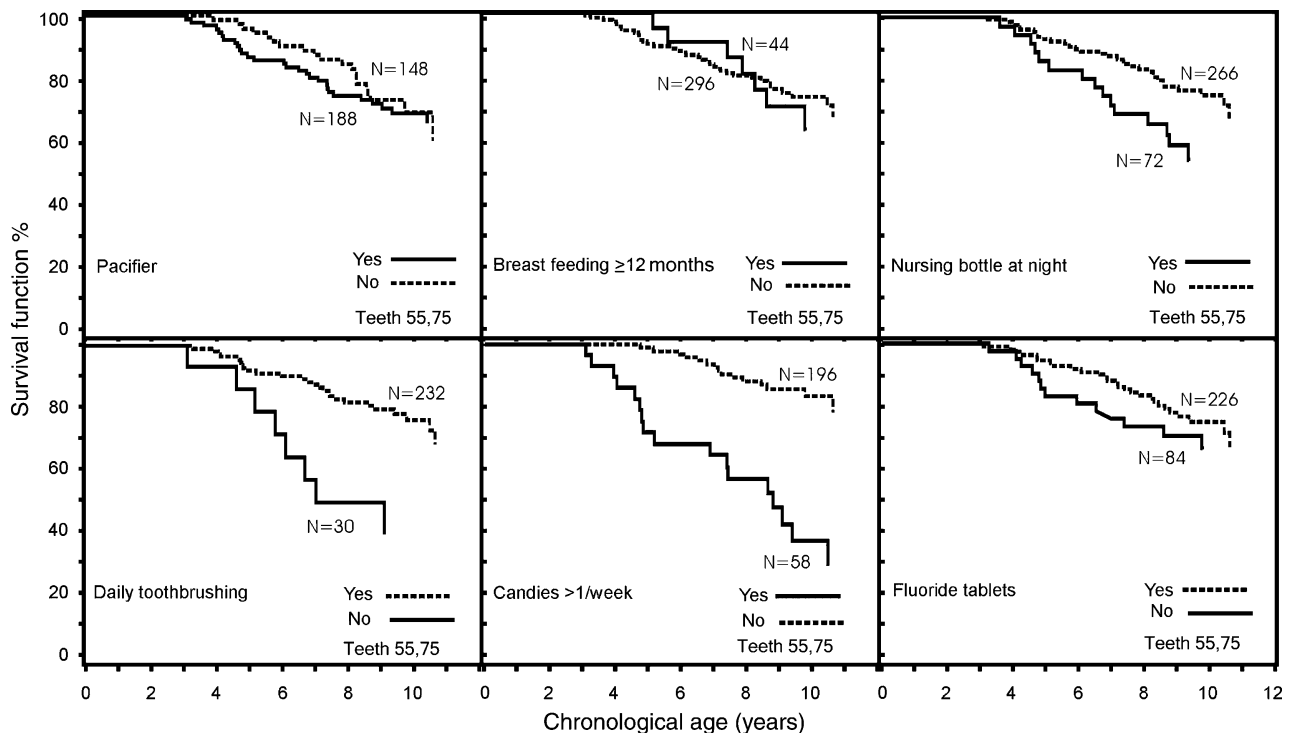 Survival function %
100
80
60
40
20
0
N=148
N=188
Pacifier
Yes
No
Teeth 55,75
N=44
N=296
Breast feeding ≥12 months
Yes
No
Teeth 55,75
N=266
N=72
Nursing bottle at night
Yes
No
Teeth 55,75
80
60
40
20
0
N=232
N=30
Daily toothbrushing
Yes
No
Teeth 55,75
N=196
N=58
Candies >1/week
Yes
No
Teeth 55,75
N=226
N=84
Fluoride tablets
Yes
No
Teeth 55,75
0 2 4 6 8 10 0 2 4 6 8 10 0 2 4 6 8 10 12
Chronological age (years)